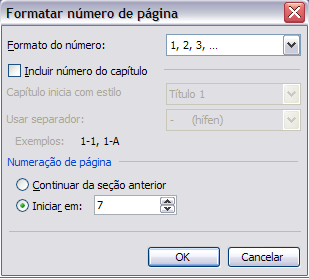 Formatar número de página
Formato do número: 1, 2, 3, ...
Incluir número do capítulo
Capítulo inicia com estilo Título 1
Usar separador: - (hífen)
Exemplos: 1-1, 1-A
Numeração de página
Continuar da seção anterior
Iniciar em: 7
OK Cancelar